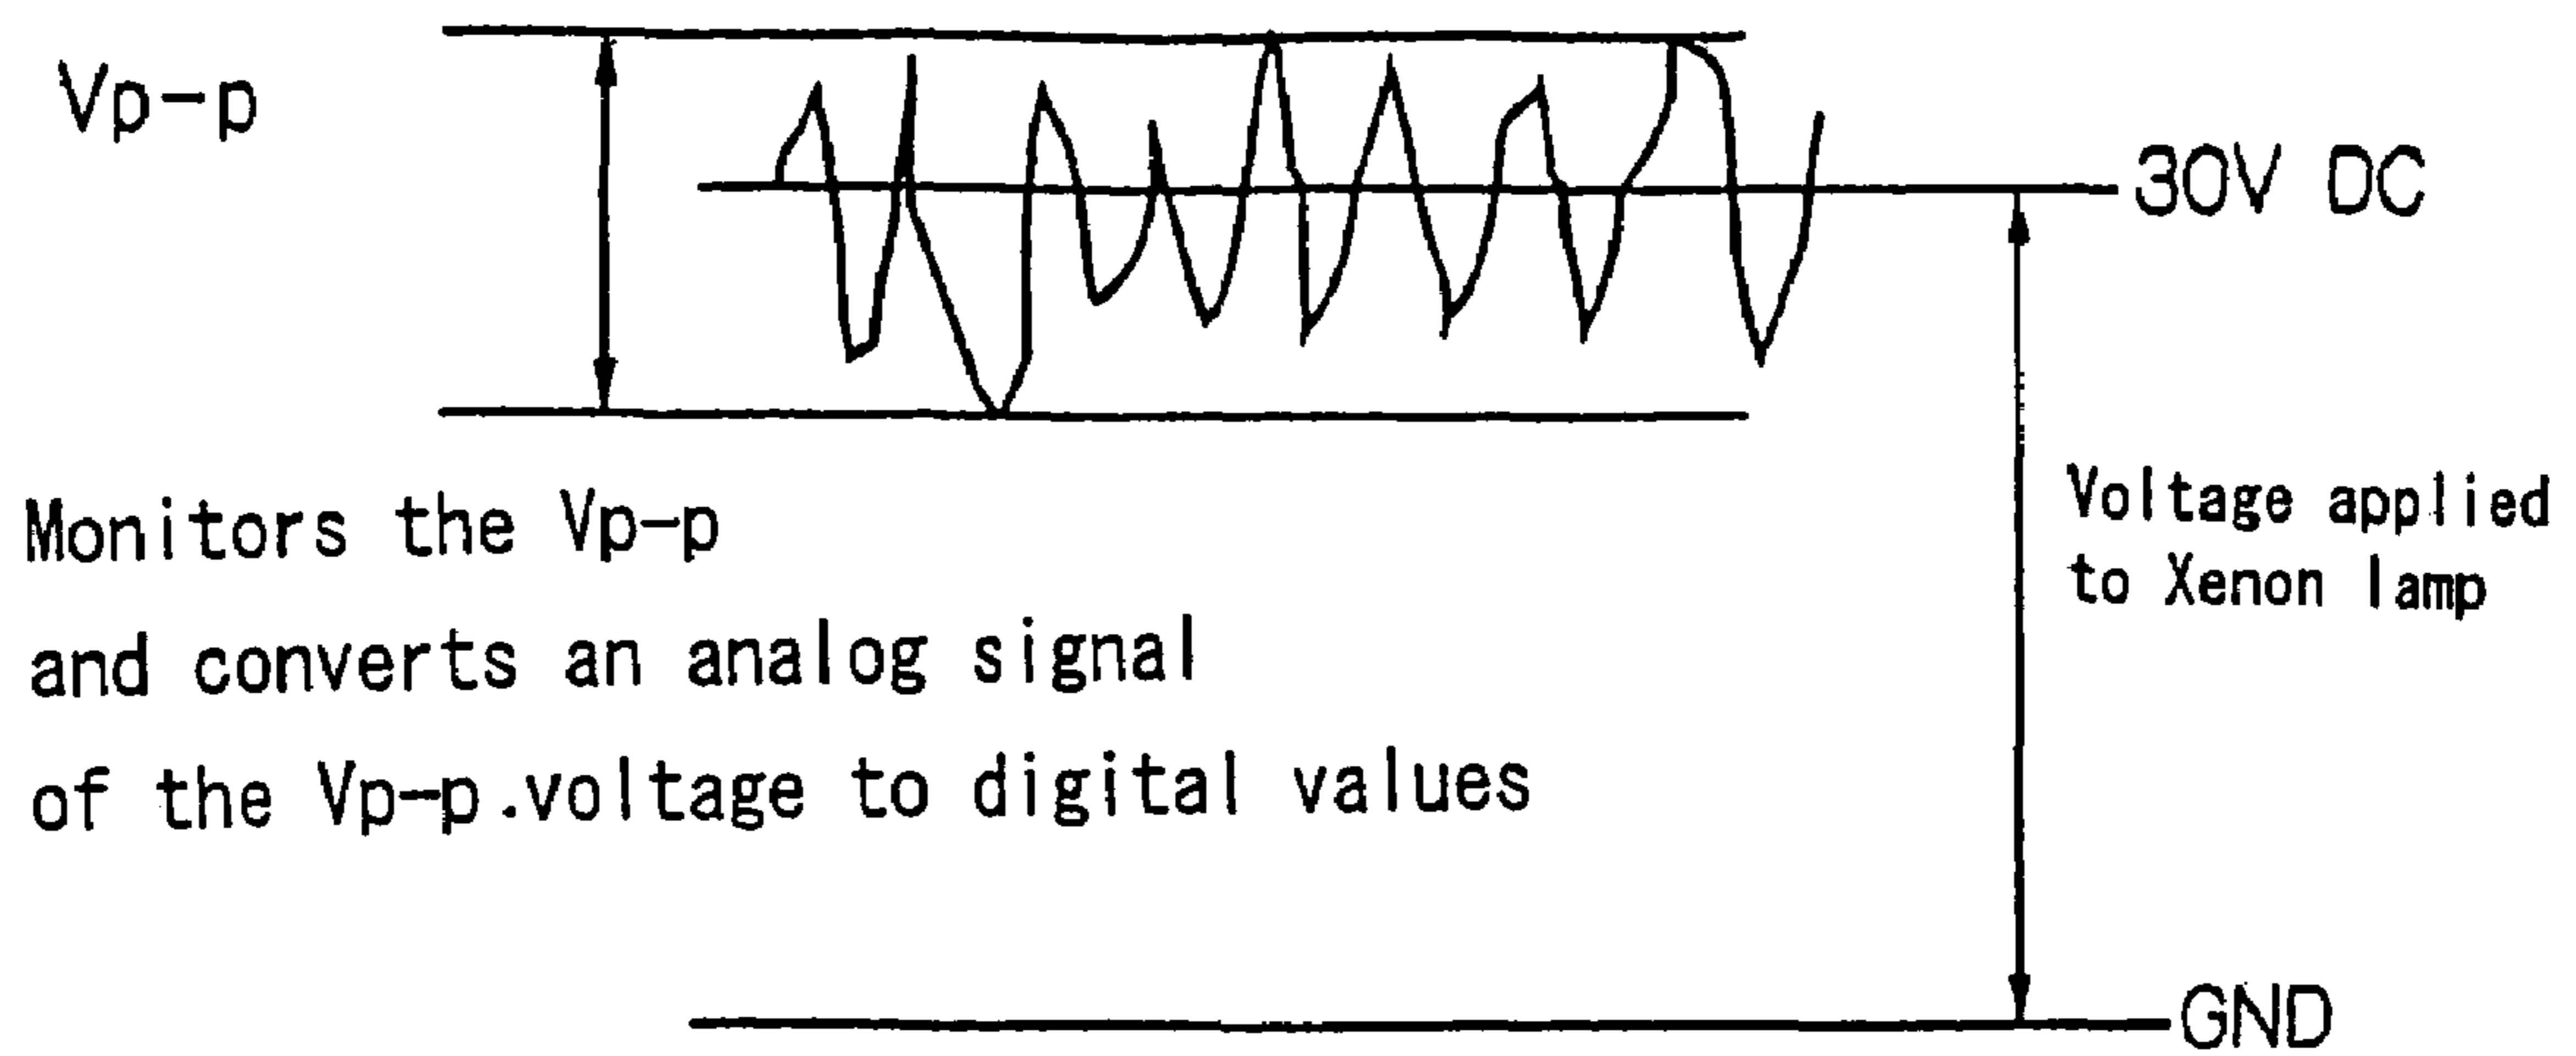 Vp-p
30V DC
Monitors the Vp-p
and converts an analog signal
of the Vp-p.voltage to digital values
Voltage applied
to Xenon lamp
GND